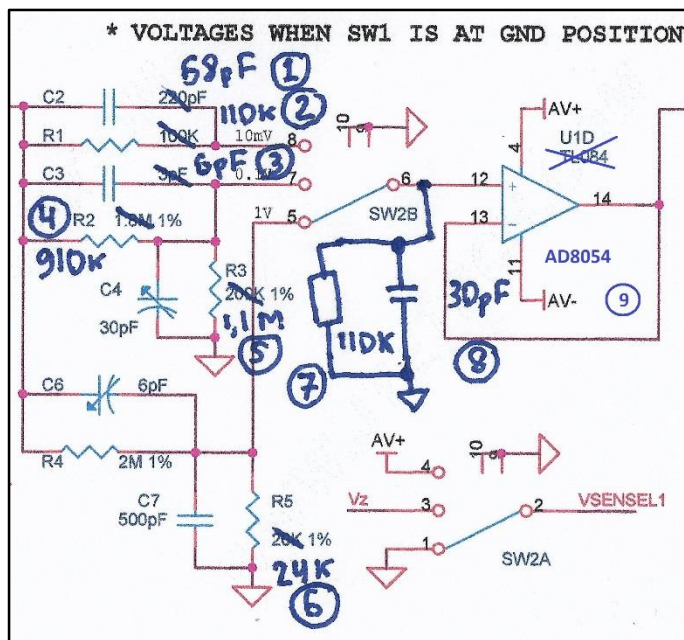 * VOLTAGES WHEN SW1 IS AT GND POSITION
68pF 1
C2 220pF
110K 2
R1 100K 10mV 8
6pF 3
C3 3pF 0.1V 7
4 R2 1.8M 1%
910K
1V 5
10 9
6
SW2B
C4
30pF
R3
200K 1%
1,1 M
5
110K
7
30pF
8
12 +
13 -
14
4
AV+
U1D
TL084
AD8054
11
AV-
9
C6 6pF
R4 2M 1%
C7
500pF
R5
20K 1%
24K
6
AV+
10 9
4
Vz 3
2 VSENSEL1
1
SW2A